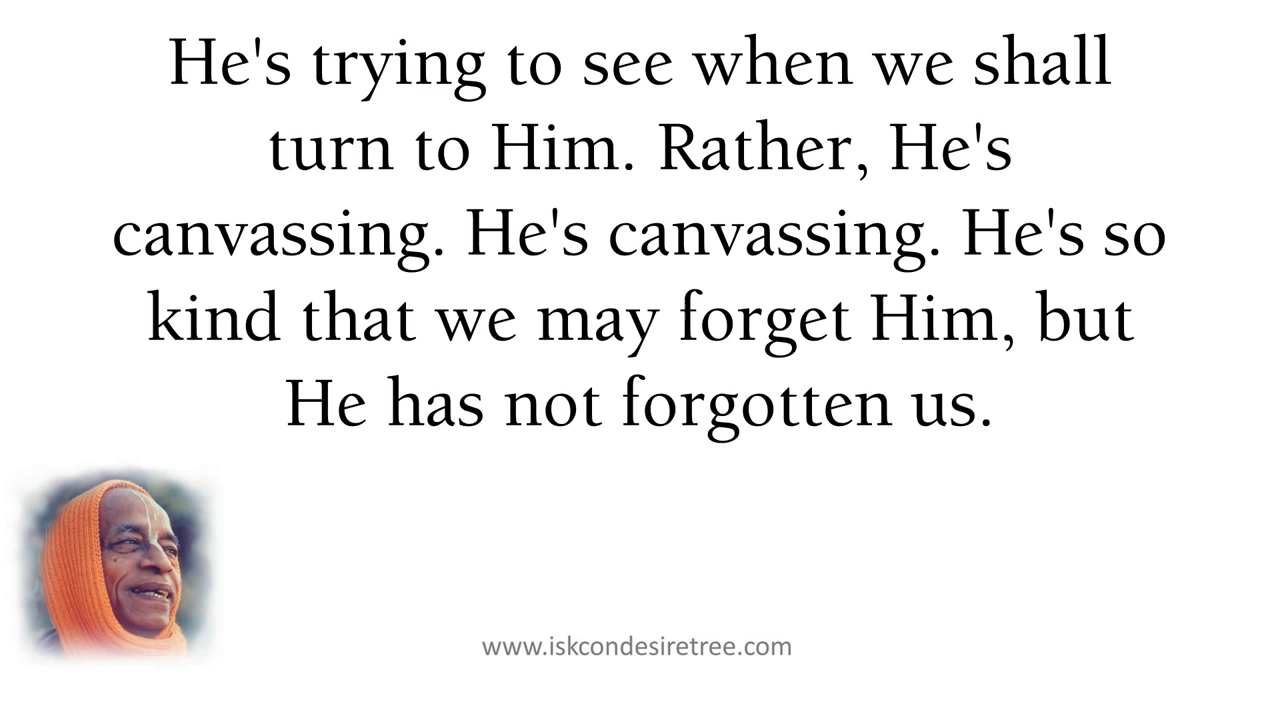 He's trying to see when we shall
turn to Him. Rather, He's
canvassing. He's canvassing. He's so
kind that we may forget Him, but
He has not forgotten us.
www.iskcondesiretree.com